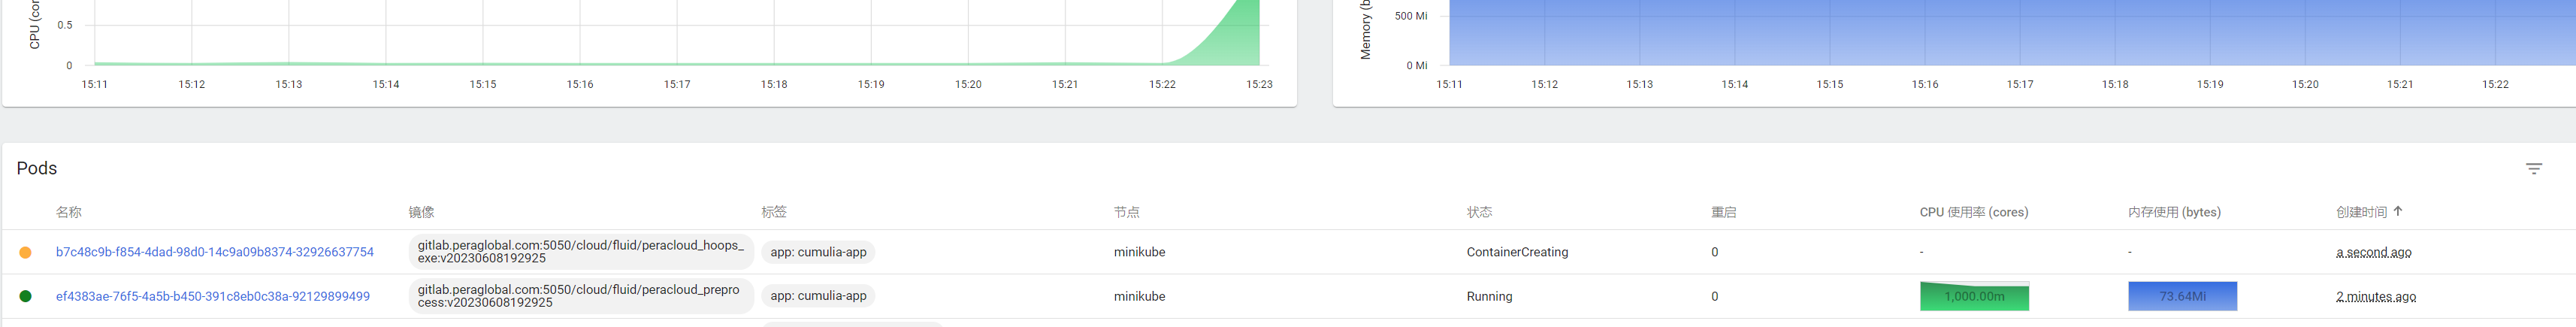 CPU (cor
0.5
0
15:11 15:12 15:13 15:14 15:15 15:16 15:17 15:18 15:19 15:20 15:21 15:22 15:23
Memory (b
500 Mi
0 Mi
15:11 15:12 15:13 15:14 15:15 15:16 15:17 15:18 15:19 15:20 15:21 15:22
Pods
名称 镜像 标签 节点 状态 重启 CPU 使用率 (cores) 内存使用 (bytes) 创建时间
b7c48c9b-f854-4dad-98d0-14c9a09b8374-32926637754
gitlab.peraglobal.com:5050/cloud/fluid/peracloud_hoops_
exe:v20230608192925
app: cumulia-app minikube ContainerCreating 0 - - a second ago
ef4383ae-76f5-4a5b-b450-391c8eb0c38a-92129899499
gitlab.peraglobal.com:5050/cloud/fluid/peracloud_prepro
cess:v20230608192925
app: cumulia-app minikube Running 0 1,000.00m 73.64Mi 2 minutes ago